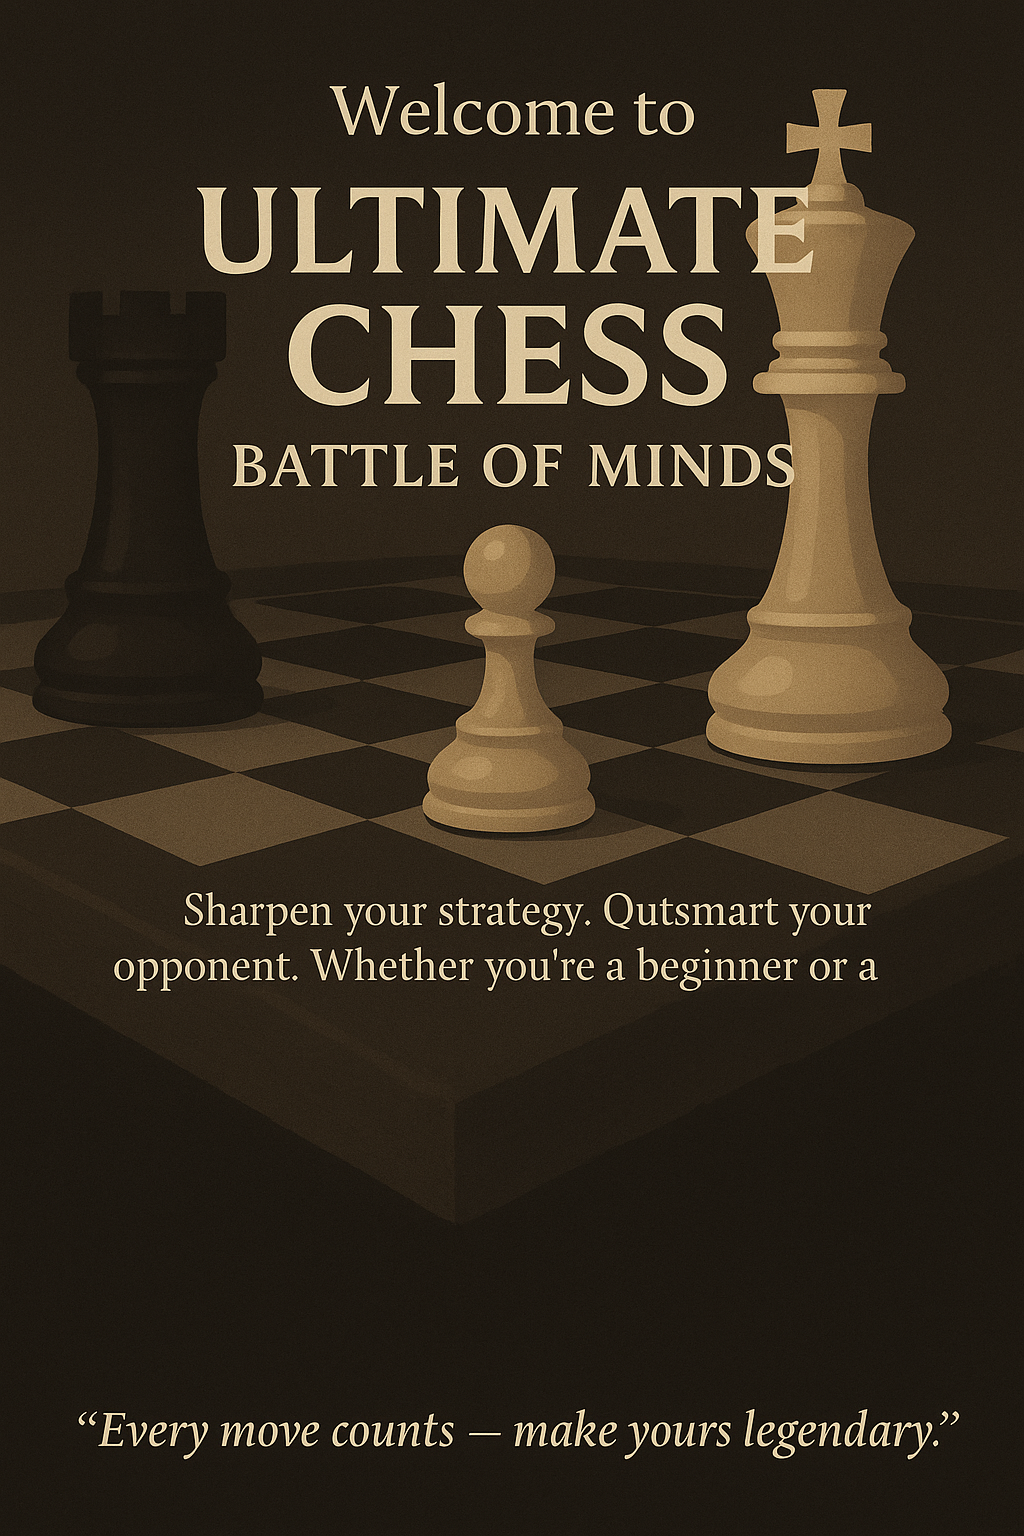 Welcome to
ULTIMATE
CHESS
BATTLE OF MINDS
Sharpen your strategy. Qutsmart your
opponent. Whether you're a beginner or a
“Every move counts — make yours legendary.”